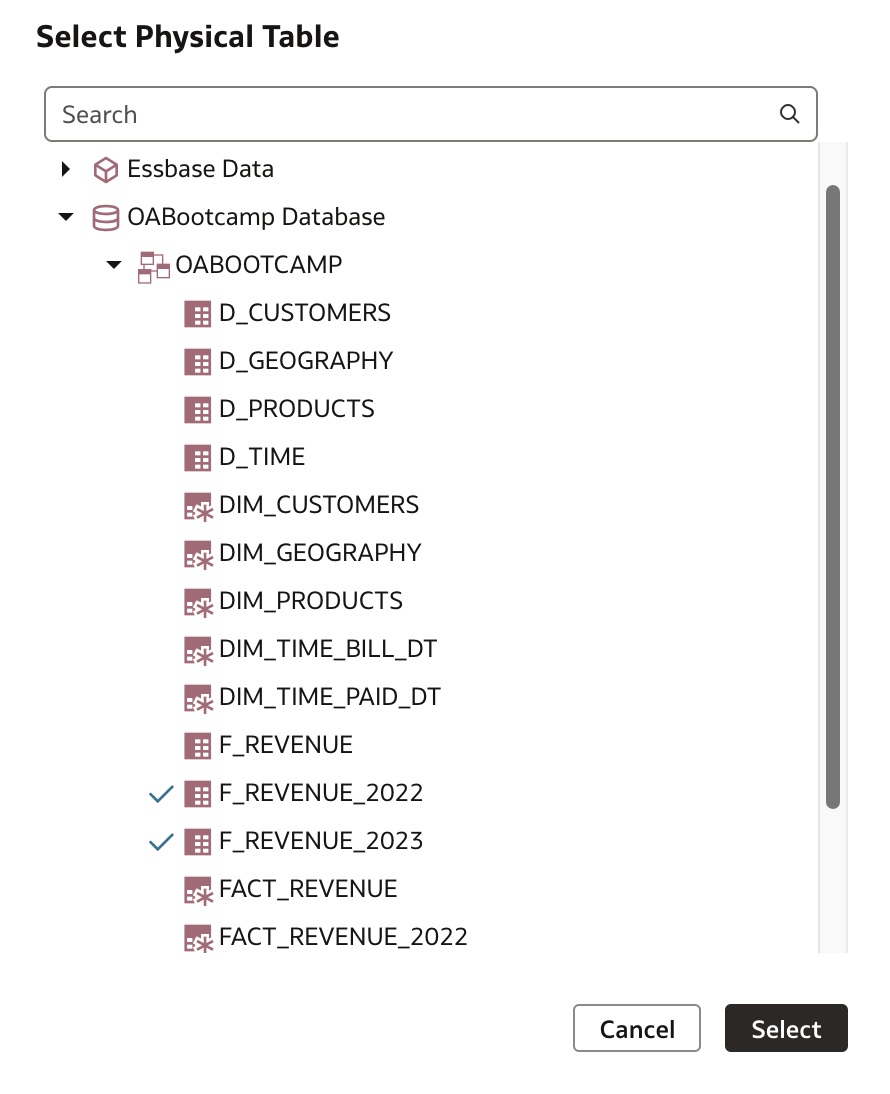 Select Physical Table
Search
Essbase Data
OABootcamp Database
OABOOTCAMP
D_CUSTOMERS
D_GEOGRAPHY
D_PRODUCTS
D_TIME
DIM_CUSTOMERS
DIM_GEOGRAPHY
DIM_PRODUCTS
DIM_TIME_BILL_DT
DIM_TIME_PAID_DT
F_REVENUE
F_REVENUE_2022
F_REVENUE_2023
FACT_REVENUE
FACT_REVENUE_2022
Cancel Select